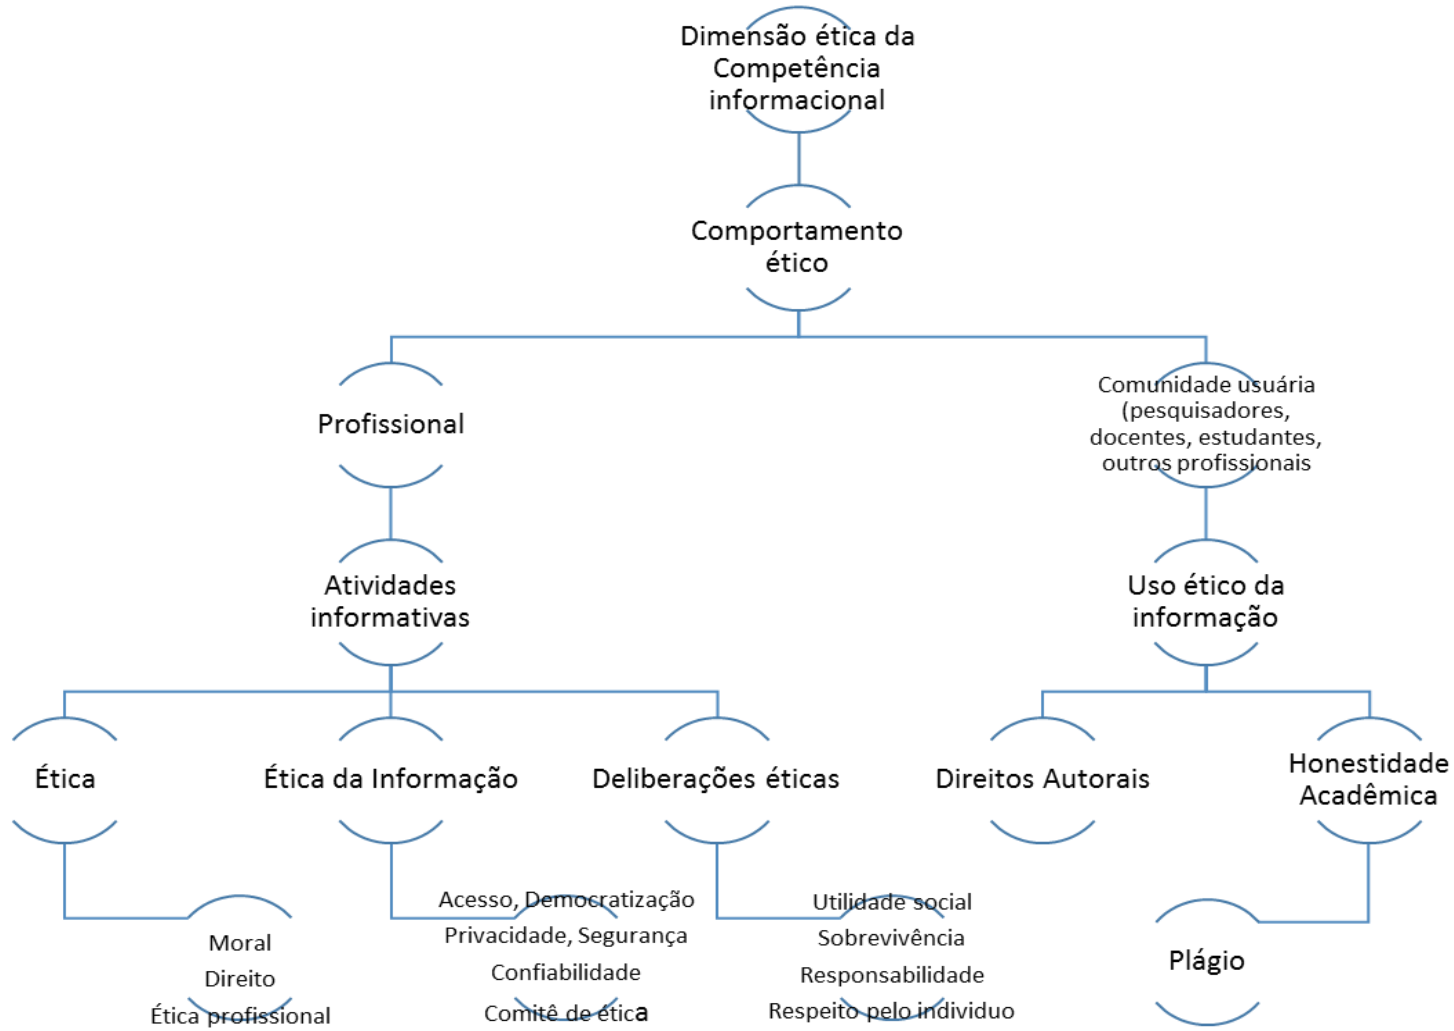 Dimensão ética da
Competência
informacional
Comportamento
ético
Profissional
Comunidade usuária
(pesquisadores,
docentes, estudantes,
outros profissionais
Atividades
informativas
Uso ético da
informação
Ética
Ética da Informação
Deliberações éticas
Direitos Autorais
Honestidade
Acadêmica
Moral
Direito
Ética profissional
Acesso, Democratização
Privacidade, Segurança
Confiabilidade
Comitê de ética
Utilidade social
Sobrevivência
Responsabilidade
Respeito pelo individuo
Plágio